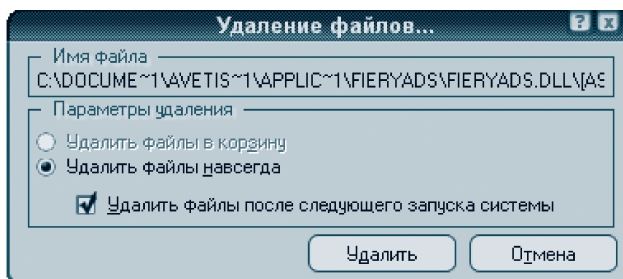 Удаление файлов...
Имя файла
C:\DOCUME~1\AVETIS~1\APPLIC~1\FIERYADS\FIERYADS.DLL\[AS
Параметры удаления
Удалить файлы в корзину
Удалить файлы навсегда
Удалить файлы после следующего запуска системы
Удалить Отмена